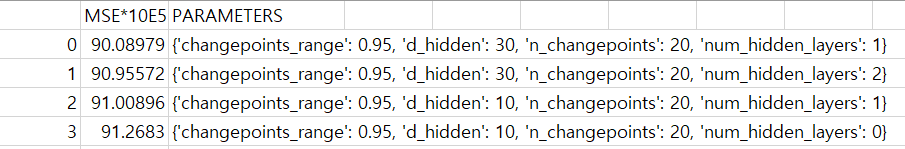 MSE*10E5 PARAMETERS
0 90.08979 {'changepoints_range': 0.95, 'd_hidden': 30, 'n_changepoints': 20, 'num_hidden_layers': 1}
1 90.95572 {'changepoints_range': 0.95, 'd_hidden': 30, 'n_changepoints': 20, 'num_hidden_layers': 2}
2 91.00896 {'changepoints_range': 0.95, 'd_hidden': 10, 'n_changepoints': 20, 'num_hidden_layers': 1}
3 91.2683 {'changepoints_range': 0.95, 'd_hidden': 10, 'n_changepoints': 20, 'num_hidden_layers': 0}